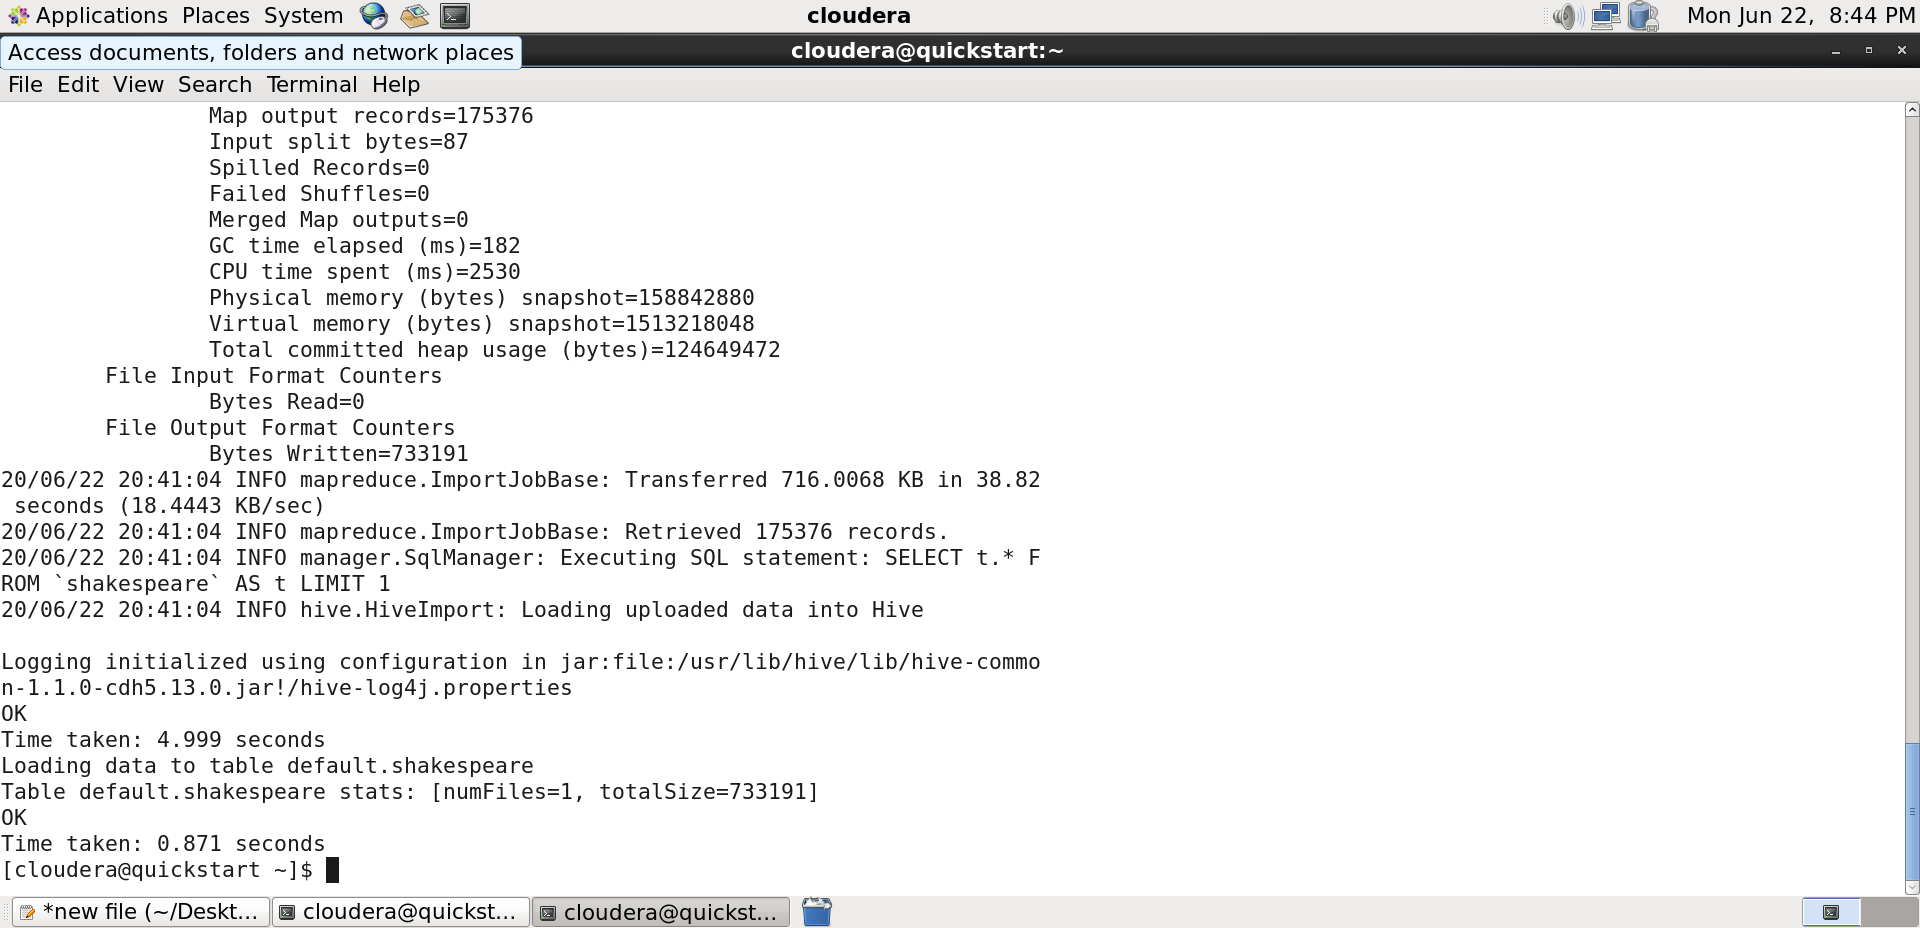 Applications Places System
cloudera
Mon Jun 22, 8:44 PM
Access documents, folders and network places
cloudera@quickstart:~
File Edit View Search Terminal Help
Map output records=175376
Input split bytes=87
Spilled Records=0
Failed Shuffles=0
Merged Map outputs=0
GC time elapsed (ms)=182
CPU time spent (ms)=2530
Physical memory (bytes) snapshot=158842880
Virtual memory (bytes) snapshot=1513218048
Total committed heap usage (bytes)=124649472
File Input Format Counters
Bytes Read=0
File Output Format Counters
Bytes Written=733191
20/06/22 20:41:04 INFO mapreduce.ImportJobBase: Transferred 716.0068 KB in 38.82
seconds (18.4443 KB/sec)
20/06/22 20:41:04 INFO mapreduce.ImportJobBase: Retrieved 175376 records.
20/06/22 20:41:04 INFO manager.SqlManager: Executing SQL statement: SELECT t.* F
ROM `shakespeare` AS t LIMIT 1
20/06/22 20:41:04 INFO hive.HiveImport: Loading uploaded data into Hive
Logging initialized using configuration in jar:file:/usr/lib/hive/lib/hive-commo
n-1.1.0-cdh5.13.0.jar!/hive-log4j.properties
OK
Time taken: 4.999 seconds
Loading data to table default.shakespeare
Table default.shakespeare stats: [numFiles=1, totalSize=733191]
OK
Time taken: 0.871 seconds
[cloudera@quickstart ~]$
*new file (~/Deskt...
cloudera@quickst...
cloudera@quickst...